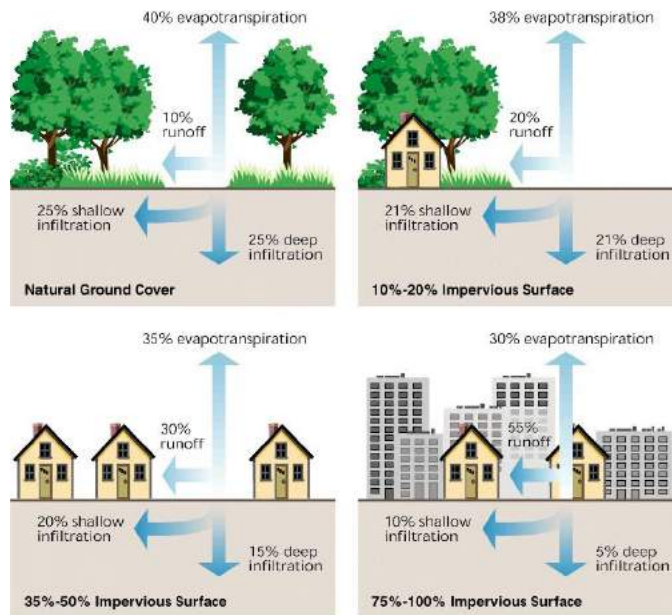 40% evapotranspiration
10%
runoff
25% shallow
infiltration
25% deep
infiltration
Natural Ground Cover
38% evapotranspiration
20%
runoff
21% shallow
infiltration
21% deep
infiltration
10%-20% Impervious Surface
35% evapotranspiration
30%
runoff
20% shallow
infiltration
15% deep
infiltration
35%-50% Impervious Surface
30% evapotranspiration
55%
runoff
10% shallow
infiltration
5% deep
infiltration
75%-100% Impervious Surface